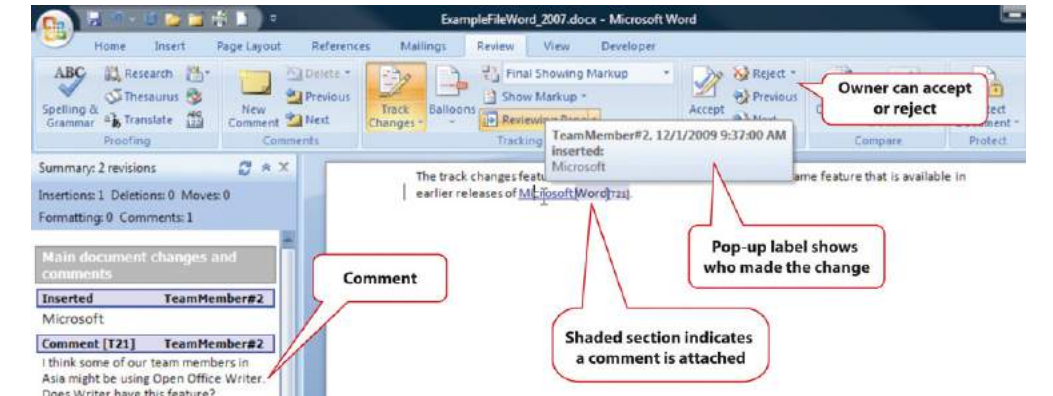 ExampleFileWord_2007.docx - Microsoft Word
Home Insert Page Layout References Mailings Review View Developer
ABC
Spelling &
Grammar
Research
Thesaurus
Translate
Proofing
New
Comment
Delete
Previous
Next
Comments
Track
Changes
Balloons
Final Showing Markup
Show Markup
Reviewing Pane
Tracking
Accept
Reject
Previous
Owner can accept
or reject
Compare
Protect
TeamMember#2, 12/1/2009 9:37:00 AM
inserted:
Microsoft
Summary: 2 revisions
Insertions: 1 Deletions: 0 Moves: 0
Formatting: 0 Comments: 1
Main document changes and
comments
Inserted TeamMember#2
Microsoft
Comment [T21] TeamMember#2
I think some of our team members in
Asia might be using Open Office Writer.
Does Writer have this feature?
The track changes featu
ame feature that is available in
earlier releases of Microsoft Word[T21].
Comment
Pop-up label shows
who made the change
Shaded section indicates
a comment is attached